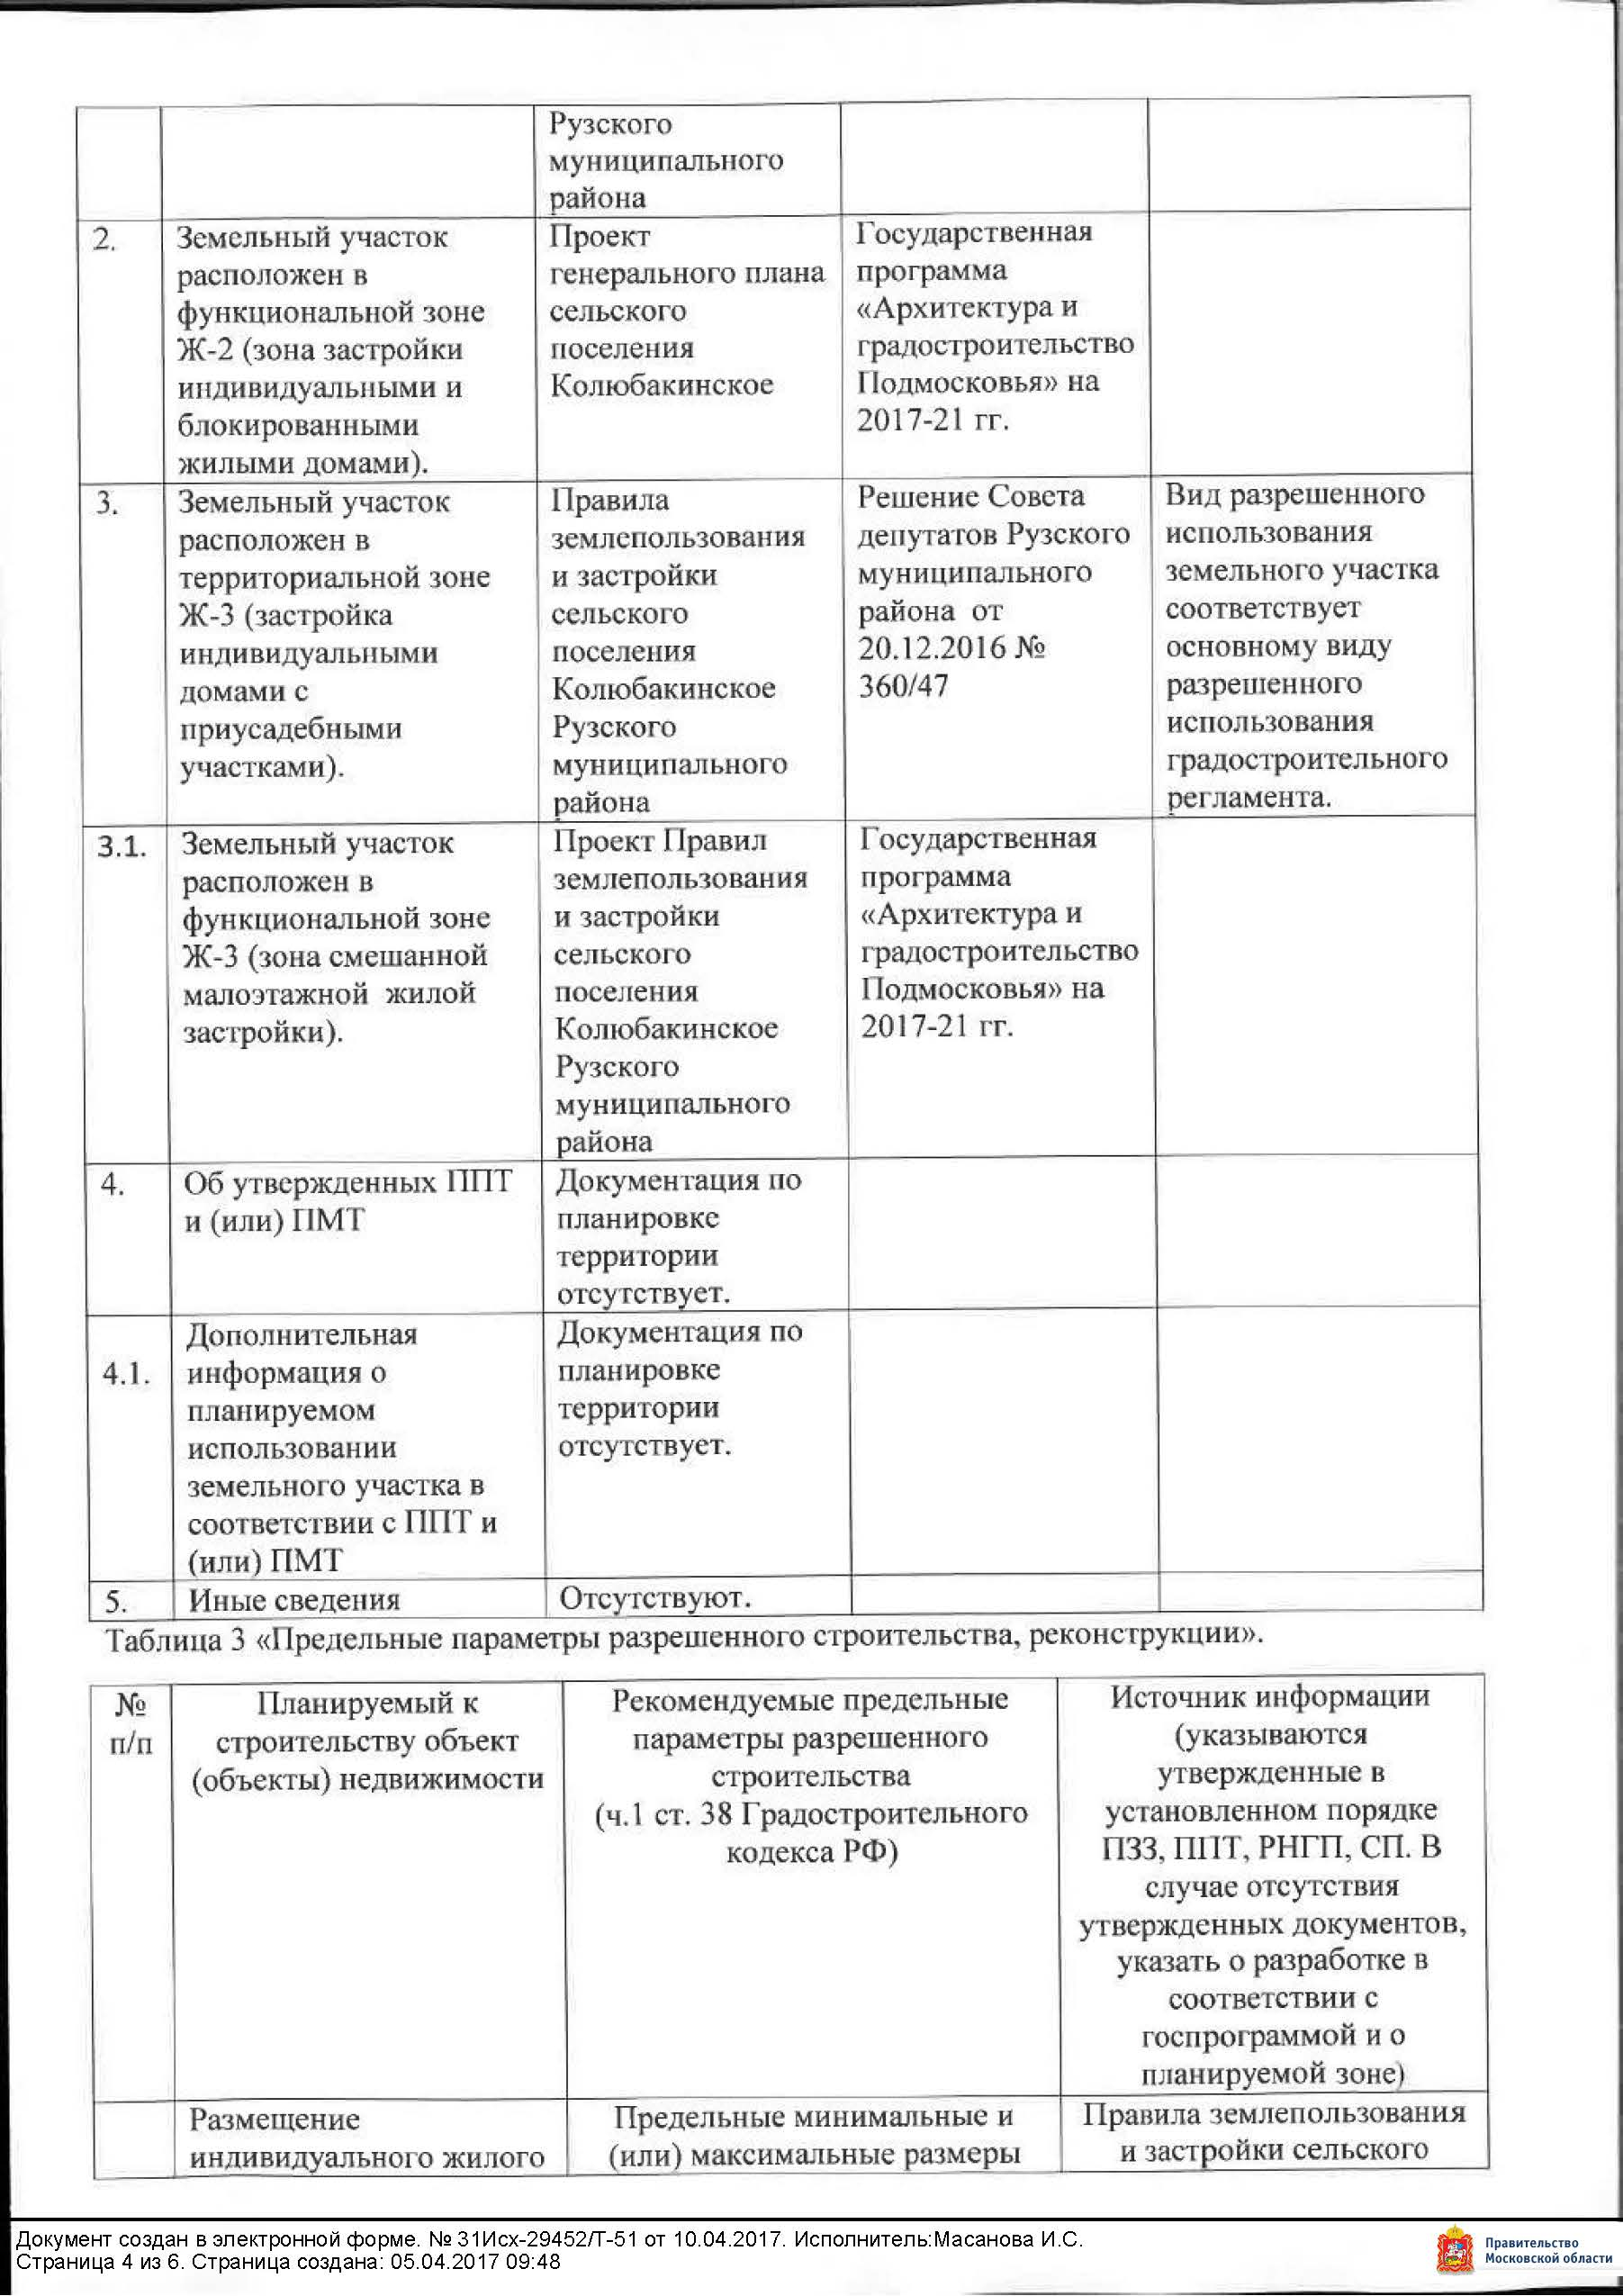 Рузского
муниципального
района
2.
Земельный участок
расположен в
функциональной зоне
Ж-2 (зона застройки
индивидуальными и
блокированными
жилыми домами).
Проект
генерального плана
сельского
поселения
Колюбакинское
Государственная
программа
«Архитектура и
градостроительство
Подмосковья» на
2017-21 гг.
3.
Земельный участок
расположен в
территориальной зоне
Ж-3 (застройка
индивидуальными
домами с
приусадебными
участками).
Правила
землепользования
и застройки
сельского
поселения
Колюбакинское
Рузского
муниципального
района
Решение Совета
депутатов Рузского
муниципального
района от
20.12.2016 №
360/47
Вид разрешенного
использования
земельного участка
соответствует
основному виду
разрешенного
использования
градостроительного
регламента.
3.1.
Земельный участок
расположен в
функциональной зоне
Ж-3 (зона смешанной
малоэтажной жилой
застройки).
Проект Правил
землепользования
и застройки
сельского
поселения
Колюбакинское
Рузского
муниципального
района
Государственная
программа
«Архитектура и
градостроительство
Подмосковья» на
2017-21 гг.
4.
Об утвержденных ППТ
и (или) ПМТ
Документация по
планировке
территории
отсутствует.
4.1.
Дополнительная
информация о
планируемом
использовании
земельного участка в
соответствии с ППТ и
(или) ПМТ
Документация по
планировке
территории
отсутствует.
5.
Иные сведения
Отсутствуют.
Таблица 3 «Предельные параметры разрешенного строительства, реконструкции».
№
п/п
Планируемый к
строительству объект
(объекты) недвижимости
Рекомендуемые предельные
параметры разрешенного
строительства
(ч.1 ст. 38 Градостроительного
кодекса РФ)
Источник информации
(указываются
утвержденные в
установленном порядке
ПЗЗ, ППТ, РНГП, СП. В
случае отсутствия
утвержденных документов,
указать о разработке в
соответствии с
госпрограммой и о
планируемой зоне)
Размещение
индивидуального жилого
Предельные минимальные и
(или) максимальные размеры
Правила землепользования
и застройки сельского
Документ создан в электронной форме. № 31Исх-29452/Т-51 от 10.04.2017. Исполнитель:Масанова И.С.
Страница 4 из 6. Страница создана: 05.04.2017 09:48
Правительство
Московской области